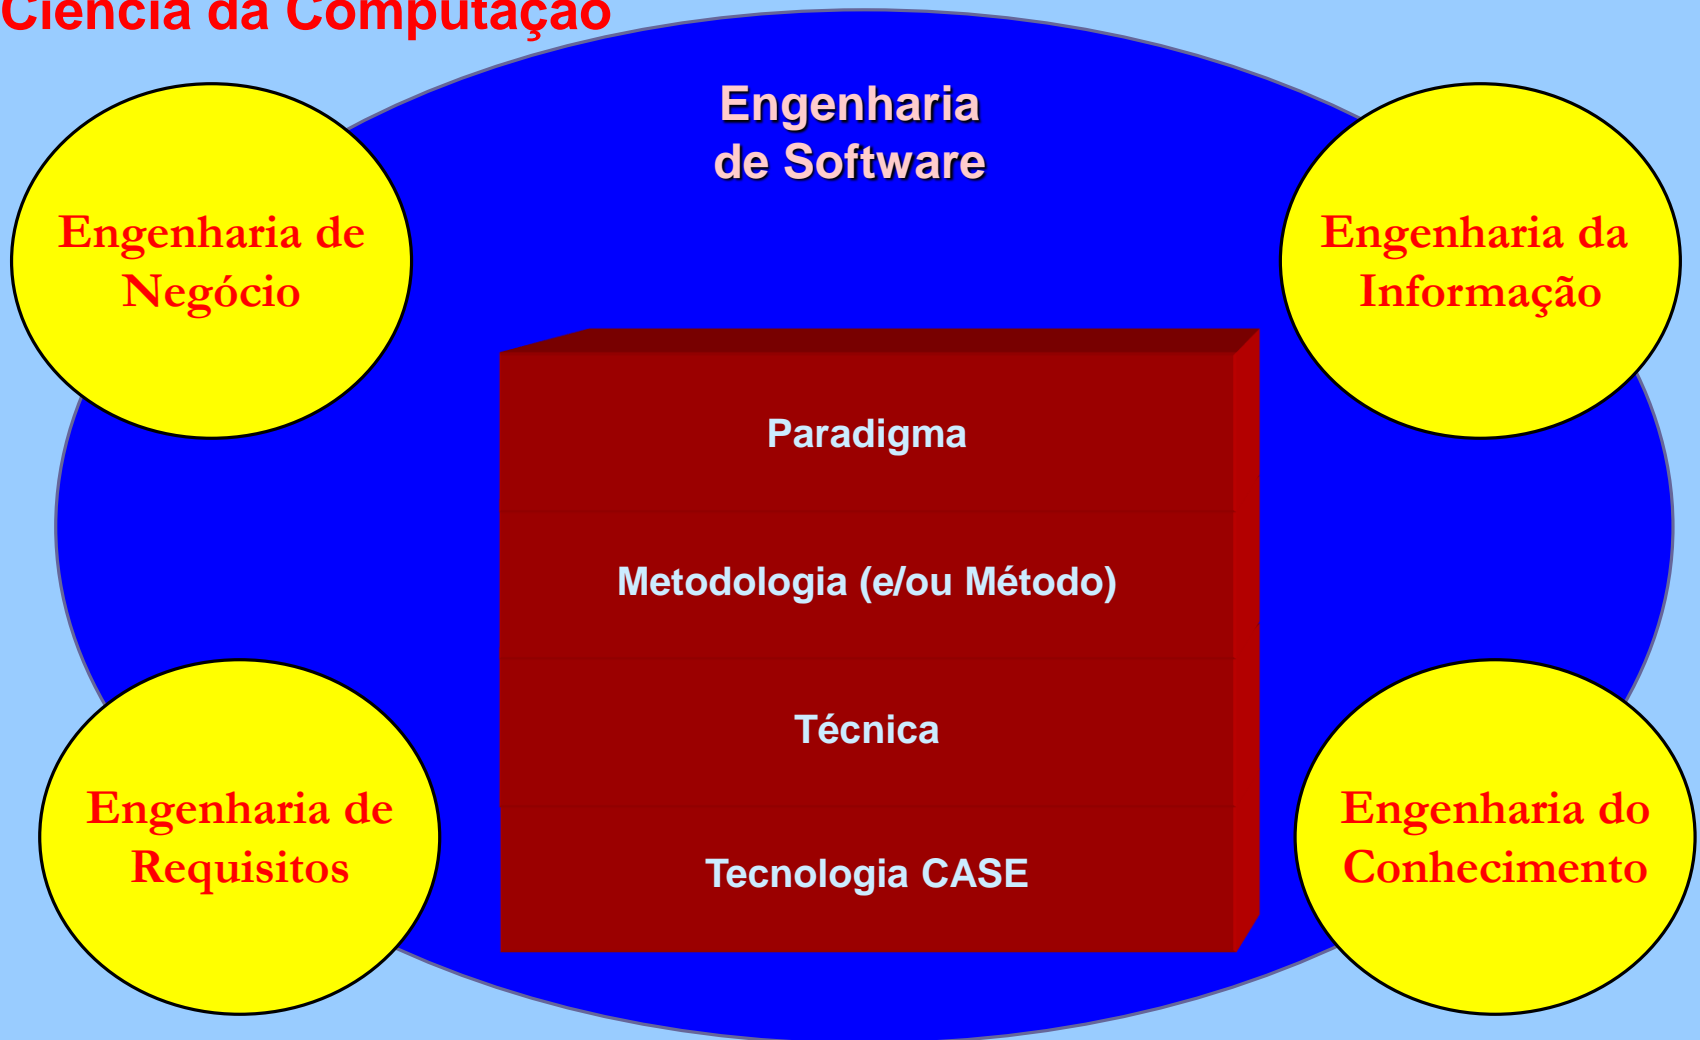 Ciência da Computação
Engenharia
de Software
Engenharia de
Negócio
Engenharia da
Informação
Paradigma
Metodologia (e/ou Método)
Técnica
Tecnologia CASE
Engenharia de
Requisitos
Engenharia do
Conhecimento